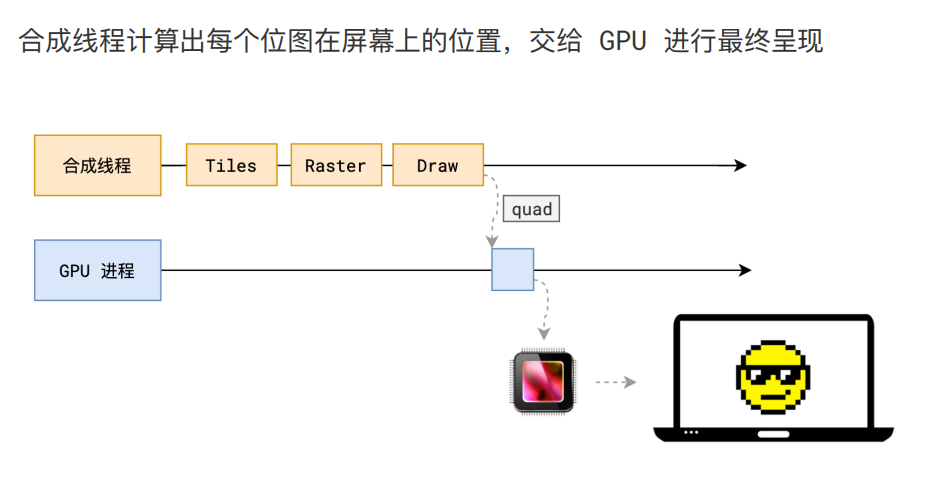 合成线程计算出每个位图在屏幕上的位置，交给 GPU 进行最终呈现
合成线程
Tiles
Raster
Draw
quad
GPU 进程